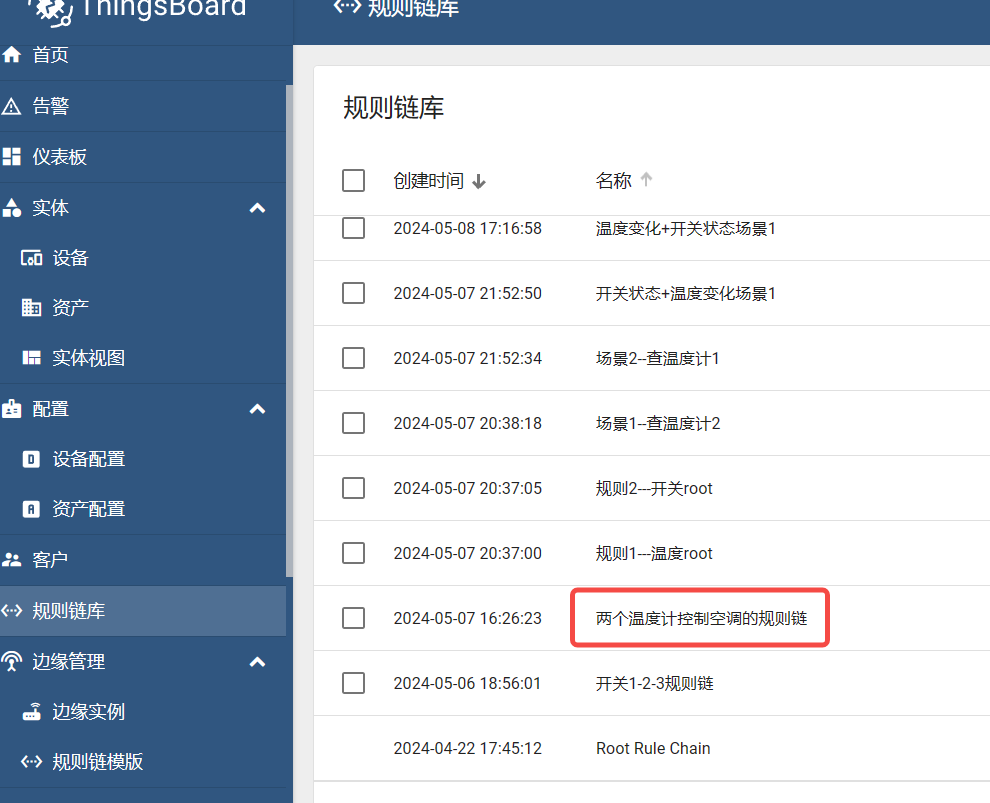 ThingsBoard
首页
告警
仪表板
实体
设备
资产
实体视图
配置
设备配置
资产配置
客户
规则链库
边缘管理
边缘实例
规则链模版
规则链库
规则链库
创建时间 名称
2024-05-08 17:16:58 温度变化+开关状态场景1
2024-05-07 21:52:50 开关状态+温度变化场景1
2024-05-07 21:52:34 场景2--查温度计1
2024-05-07 20:38:18 场景1--查温度计2
2024-05-07 20:37:05 规则2---开关root
2024-05-07 20:37:00 规则1---温度root
2024-05-07 16:26:23 两个温度计控制空调的规则链
2024-05-06 18:56:01 开关1-2-3规则链
2024-04-22 17:45:12 Root Rule Chain